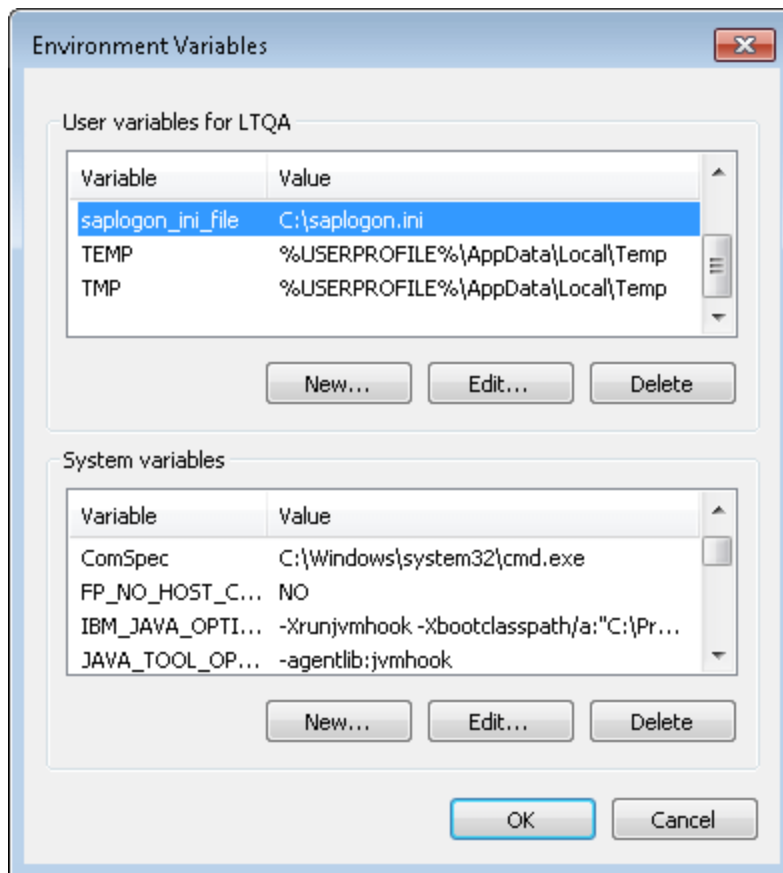 Environment Variables
User variables for LTQA
Variable Value
saplogon_ini_file C:\saplogon.ini
TEMP %USERPROFILE%\AppData\Local\Temp
TMP %USERPROFILE%\AppData\Local\Temp
New... Edit... Delete
System variables
Variable Value
ComSpec C:\Windows\system32\cmd.exe
FP_NO_HOST_C... NO
IBM_JAVA_OPTI... -Xrunjvmhook -Xbootclasspath/a:"C:\Pr...
JAVA_TOOL_OP... -agentlib:jvmhook
New... Edit... Delete
OK Cancel